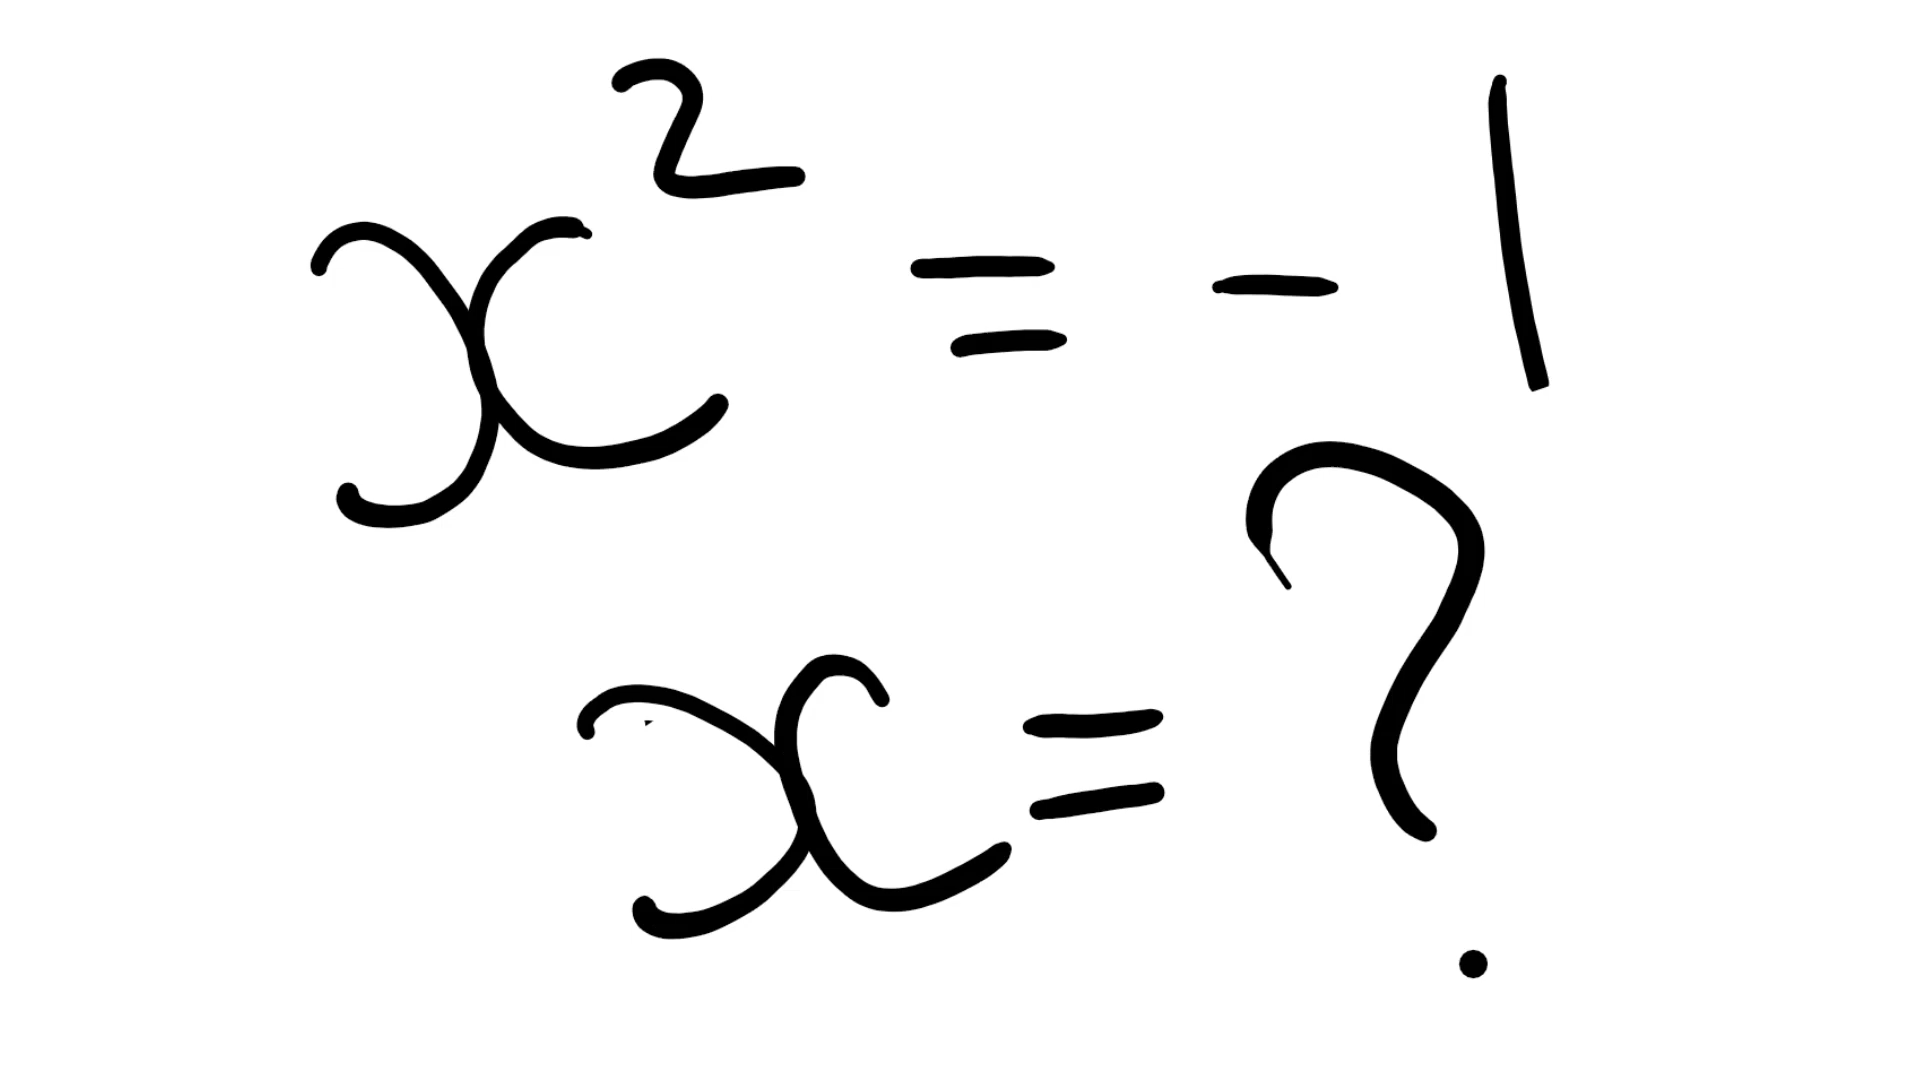 x² = -1
x = ?